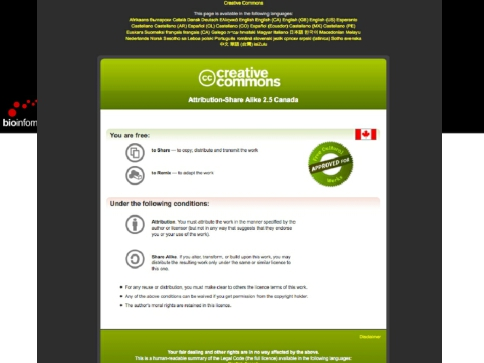 Creative Commons
This page is available in the following languages:
Afrikaans Български Català Dansk Deutsch Ελληνικά English English (CA) English (GB) English (US) Esperanto
Castellano Castellano (AR) Español (CL) Castellano (CO) Español (Ecuador) Castellano (MX) Castellano (PE)
Euskara Suomeksi français français (CA) Galego עברית hrvatski Magyar Italiano 日本語 한국어 Macedonian Melayu
Nederlands Norsk Sesotho sa Leboa polski Português română slovenski jezik српски srpski (latinica) Sotho svenska
中文 華語 (台灣) isiZulu
bioinform
cc creative commons
Attribution-Share Alike 2.5 Canada
You are free:
to Share — to copy, distribute and transmit the work
to Remix — to adapt the work
Free Cultural
APPROVED FOR
Works
Under the following conditions:
Attribution. You must attribute the work in the manner specified by the
author or licensor (but not in any way that suggests that they endorse
you or your use of the work).
Share Alike. If you alter, transform, or build upon this work, you may
distribute the resulting work only under the same or similar licence to
this one.
For any reuse or distribution, you must make clear to others the licence terms of this work.
Any of the above conditions can be waived if you get permission from the copyright holder.
The author's moral rights are retained in this licence.
Disclaimer
Your fair dealing and other rights are in no way affected by the above.
This is a human-readable summary of the Legal Code (the full licence) available in the following languages: